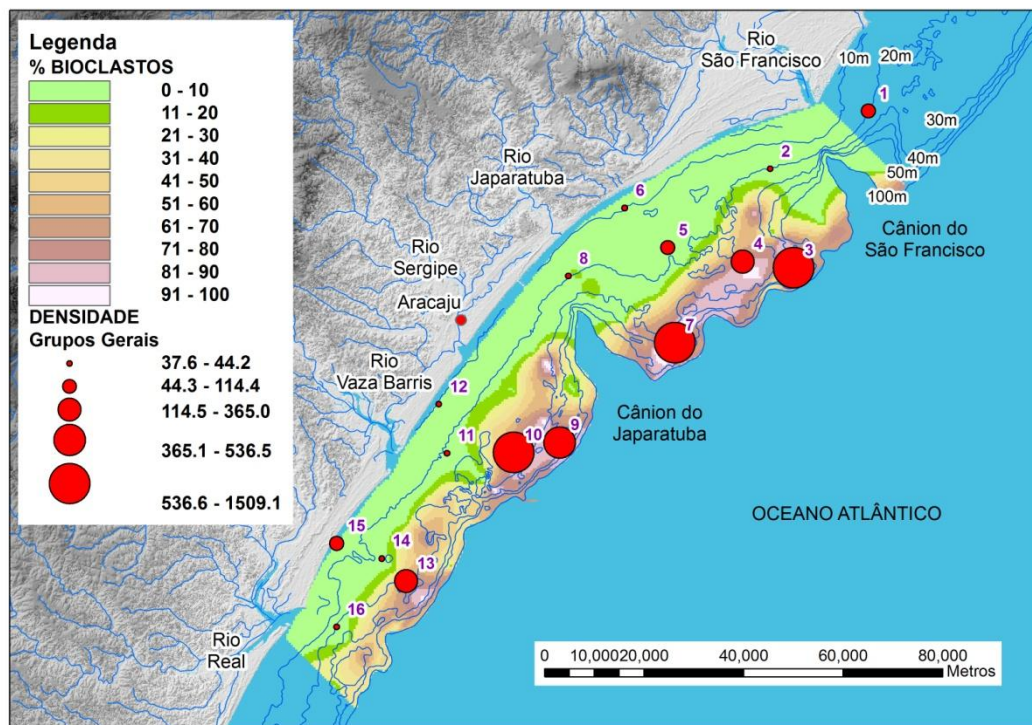 Legenda
% BIOCLASTOS
0 - 10
11 - 20
21 - 30
31 - 40
41 - 50
51 - 60
61 - 70
71 - 80
81 - 90
91 - 100
DENSIDADE
Grupos Gerais
37.6 - 44.2
44.3 - 114.4
114.5 - 365.0
365.1 - 536.5
536.6 - 1509.1
Rio
São Francisco
10m
20m
1
30m
2
40m
50m
100m
Rio
Japaratuba
6
Cânion do
São Francisco
5
4
3
Rio
Sergipe
8
Aracaju
7
Rio
Vaza Barris
12
Cânion do
Japaratuba
11
10
9
OCEANO ATLÂNTICO
15
14
13
16
Rio
Real
0
10,000
20,000
40,000
60,000
80,000
Metros